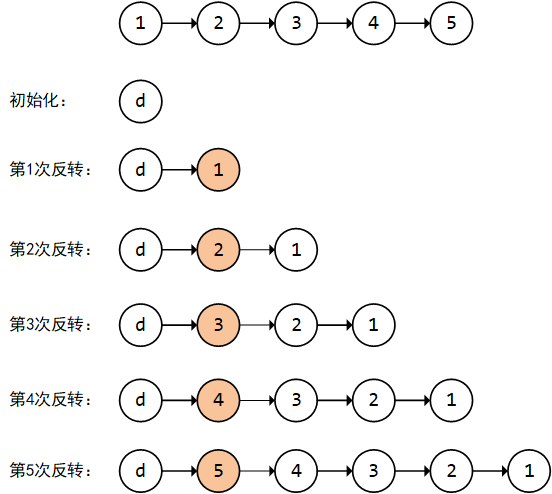 1 2 3 4 5
初始化： d
第1次反转： d 1
第2次反转： d 2 1
第3次反转： d 3 2 1
第4次反转： d 4 3 2 1
第5次反转： d 5 4 3 2 1